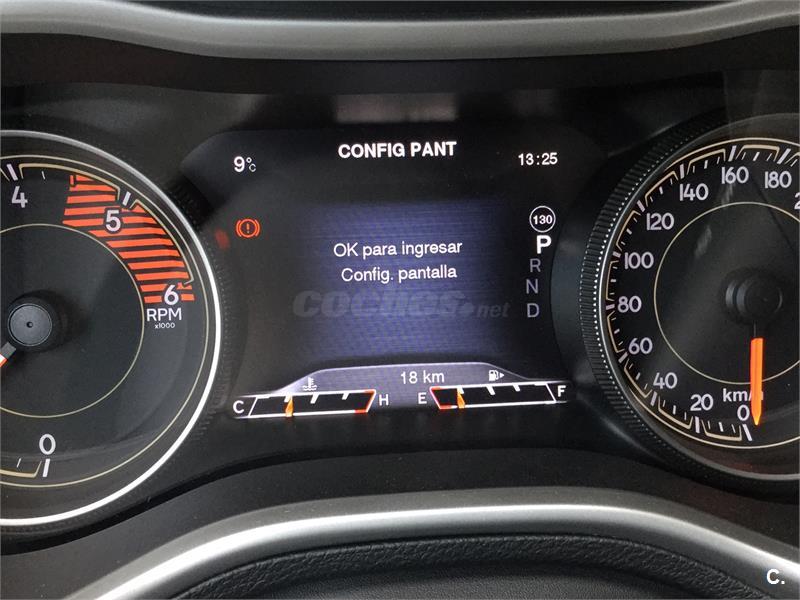 CONFIG PANT
9°C
13:25
130
OK para ingresar
Config. pantalla
P
R
N
D
coches.net
18 km
C H
E F
4
5
6
RPM
x1000
0
0
20
40
60
80
100
120
140
160
180
km/h
C.